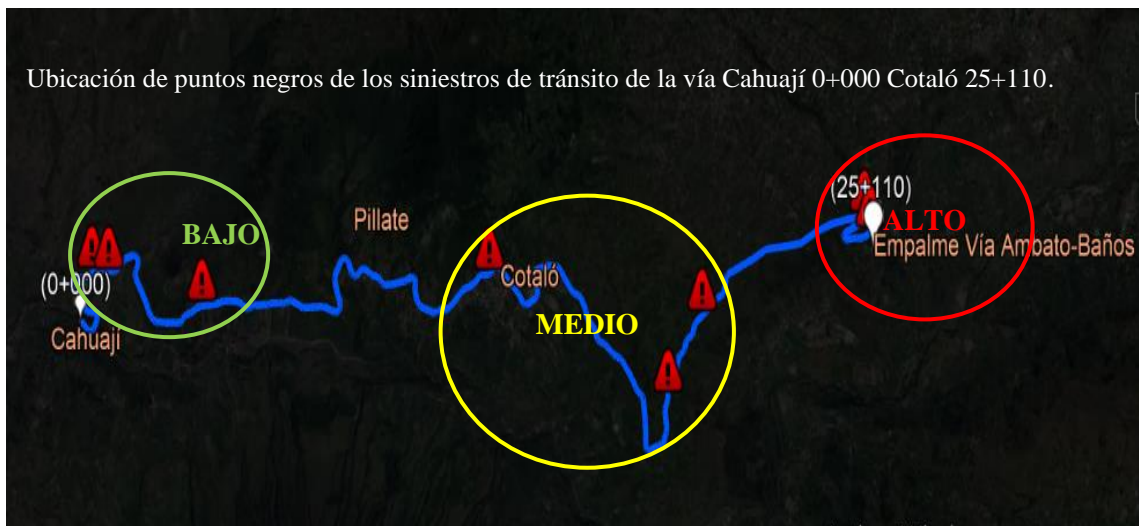 Ubicación de puntos negros de los siniestros de tránsito de la vía Cahuají 0+000 Cotaló 25+110.
(25+110)
ALTO
Pillate
BAJO
Empalme Vía Ambato-Baños
Cotaló
(0+000)
MEDIO
Cahuají